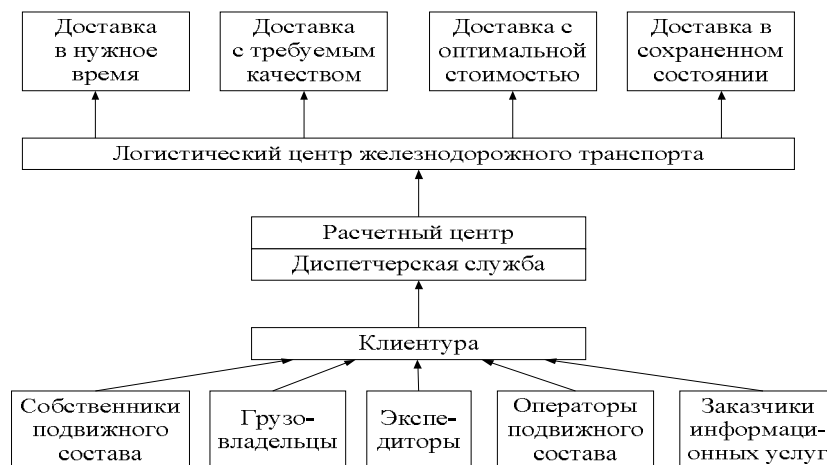 Доставка
в нужное
время
Доставка
с требуемым
качеством
Доставка с
оптимальной
стоимостью
Доставка в
сохраненном
состоянии
Логистический центр железнодорожного транспорта
Расчетный центр
Диспетчерская служба
Клиентура
Собственники
подвижного
состава
Грузо-
владельцы
Экспе-
диторы
Операторы
подвижного
состава
Заказчики
информаци-
онных услуг